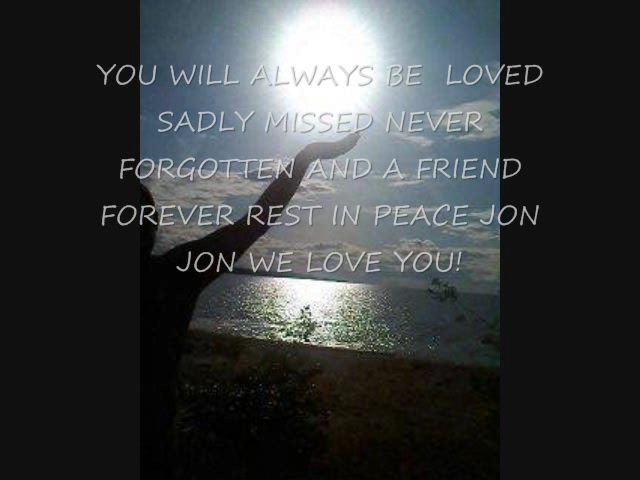 YOU WILL ALWAYS BE LOVED
SADLY MISSED NEVER
FORGOTTEN AND A FRIEND
FOREVER REST IN PEACE JON
JON WE LOVE YOU!